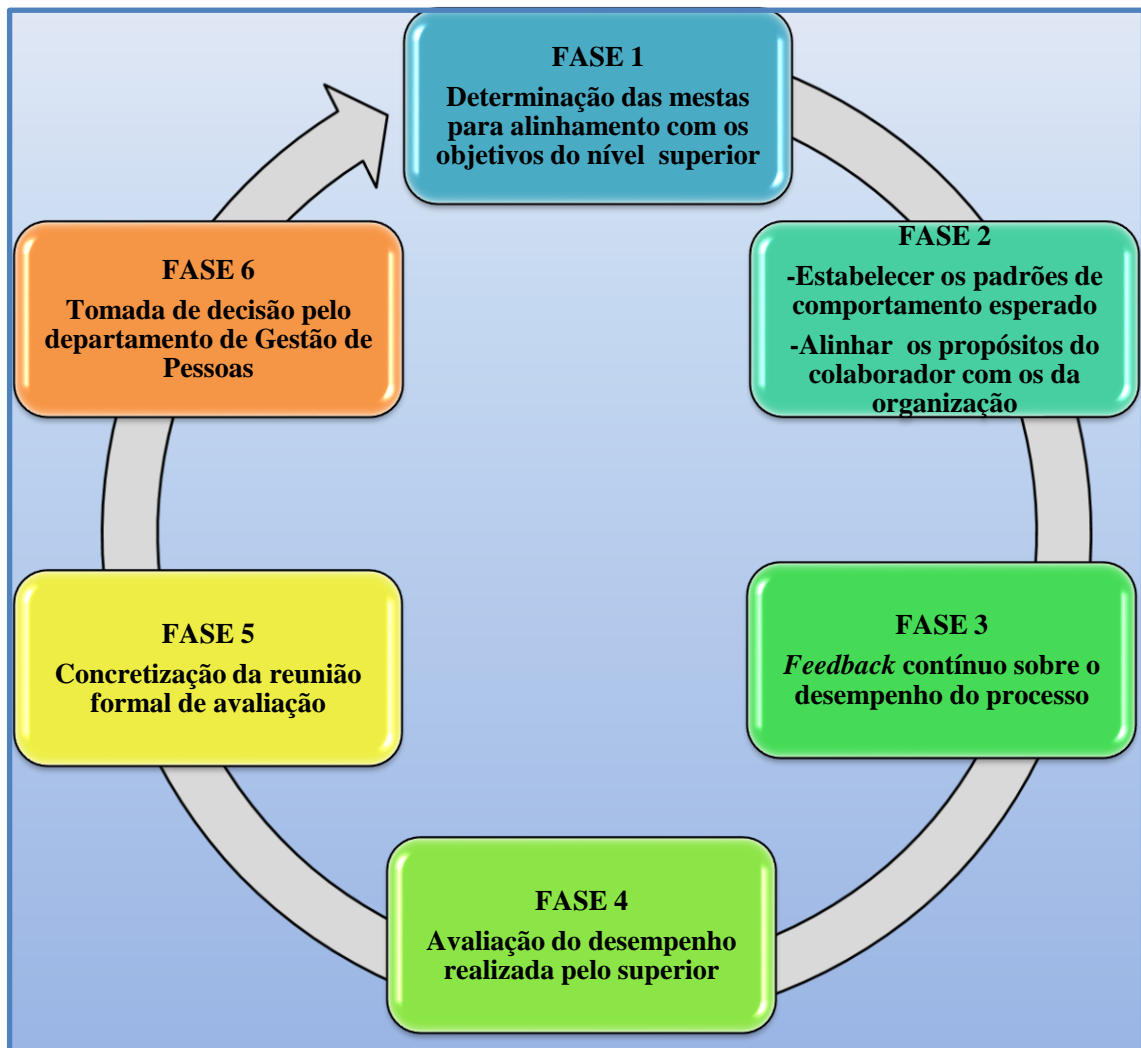 FASE 1
Determinação das mestas
para alinhamento com os
objetivos do nível superior
FASE 2
-Estabelecer os padrões de
comportamento esperado
-Alinhar os propósitos do
colaborador com os da
organização
FASE 3
Feedback contínuo sobre o
desempenho do processo
FASE 4
Avaliação do desempenho
realizada pelo superior
FASE 5
Concretização da reunião
formal de avaliação
FASE 6
Tomada de decisão pelo
departamento de Gestão de
Pessoas